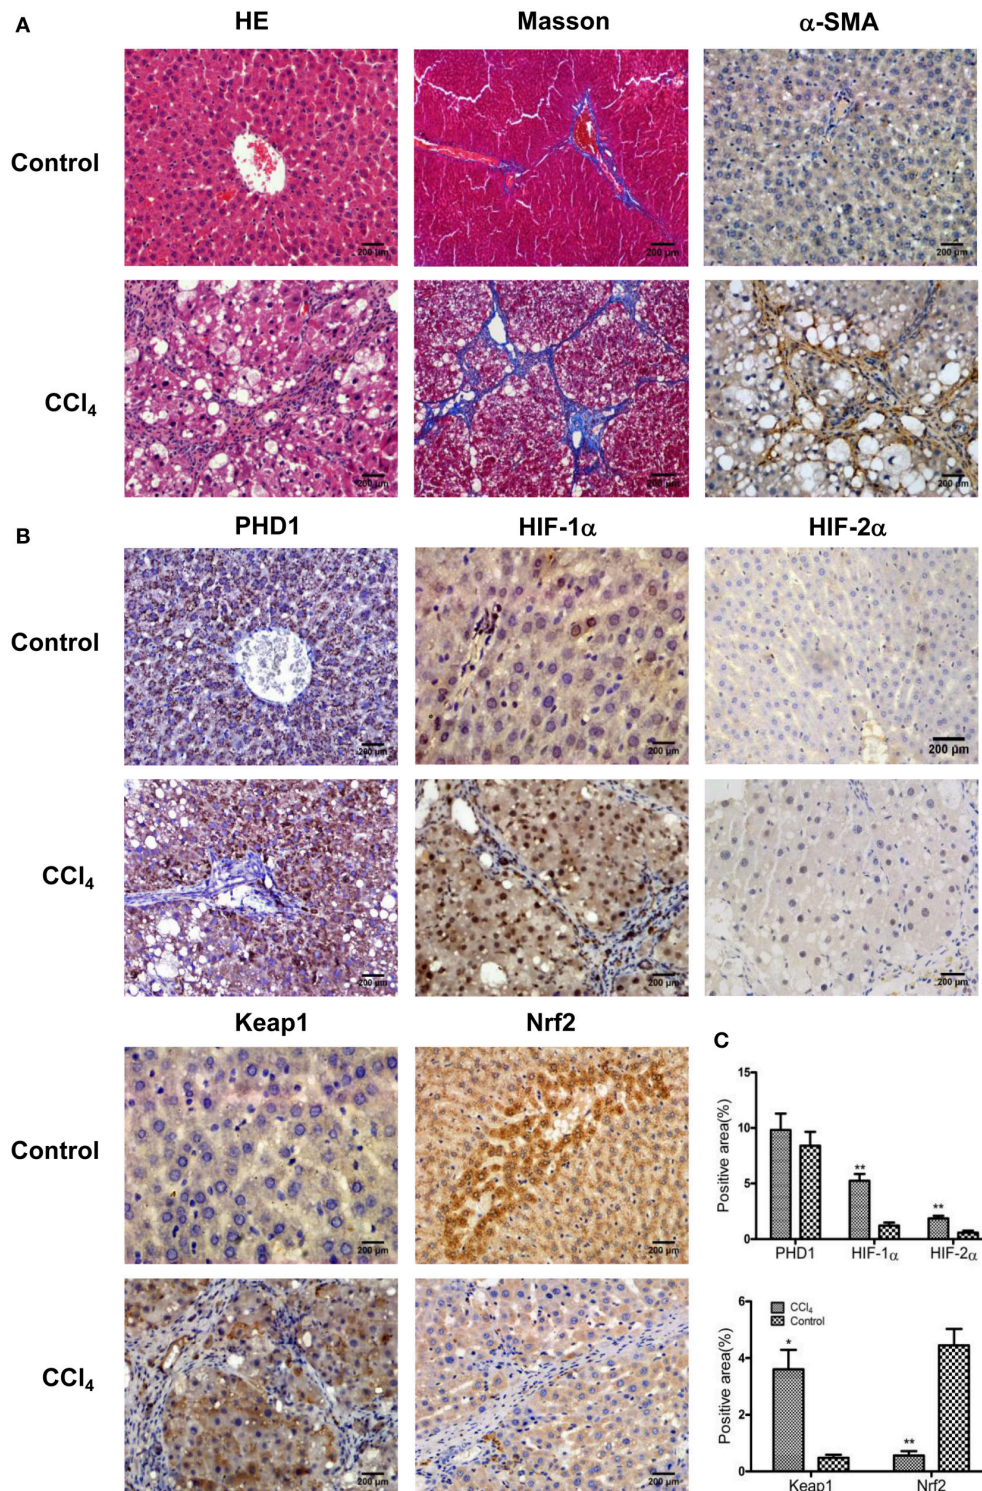 A
HE
Masson
α-SMA
Control
200 μm
200 μm
200 μm
CCl₄
200 μm
200 μm
200 μm
B
PHD1
HIF-1α
HIF-2α
Control
200 μm
200 μm
200 μm
CCl₄
200 μm
200 μm
200 μm
Keap1
Nrf2
Control
200 μm
200 μm
CCl₄
200 μm
200 μm
C
Positive area(%)
15
10
5
0
**
**
PHD1
HIF-1α
HIF-2α
Positive area(%)
6
4
2
0
CCl₄
Control
*
**
Keap1
Nrf2